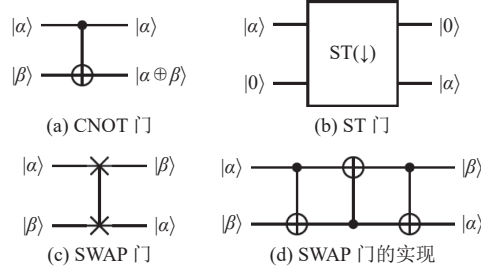 |α⟩ |α⟩ |α⟩ |0⟩
ST(↓)
|β⟩ |α⊕β⟩ |0⟩ |α⟩
(a) CNOT 门 (b) ST 门
|α⟩ |β⟩ |α⟩ |β⟩
|β⟩ |α⟩ |β⟩ |α⟩
(c) SWAP 门 (d) SWAP 门的实现